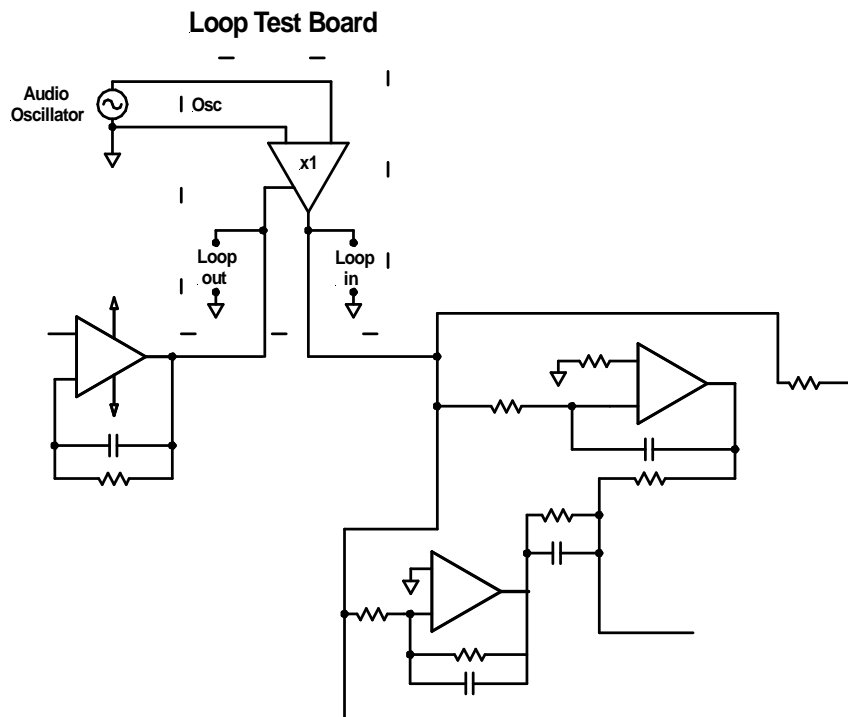 Loop Test Board
Audio
Oscillator
Osc
x1
Loop
out
Loop
in